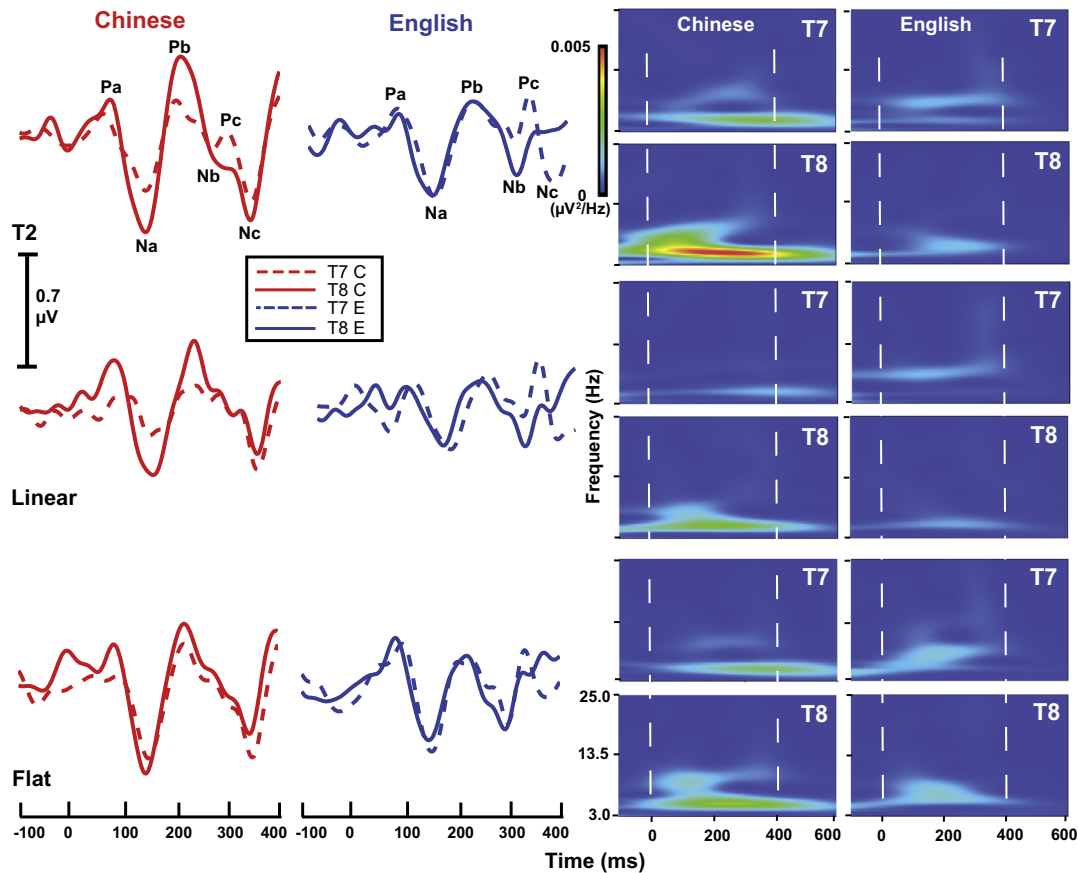 Chinese
English
Pa
Pb
Pc
Nb
Na
Nc
Pa
Pb
Pc
Na
Nb
Nc
T2
0.7
µV
T7 C
T8 C
T7 E
T8 E
Linear
Flat
-100 0 100 200 300 400
-100 0 100 200 300 400
0.005
0
(µV²/Hz)
Chinese T7
English T7
T8
T8
T7
T7
Frequency (Hz)
T8
T8
T7
T7
25.0
13.5
3.0
T8
T8
0 200 400 600
0 200 400 600
Time (ms)